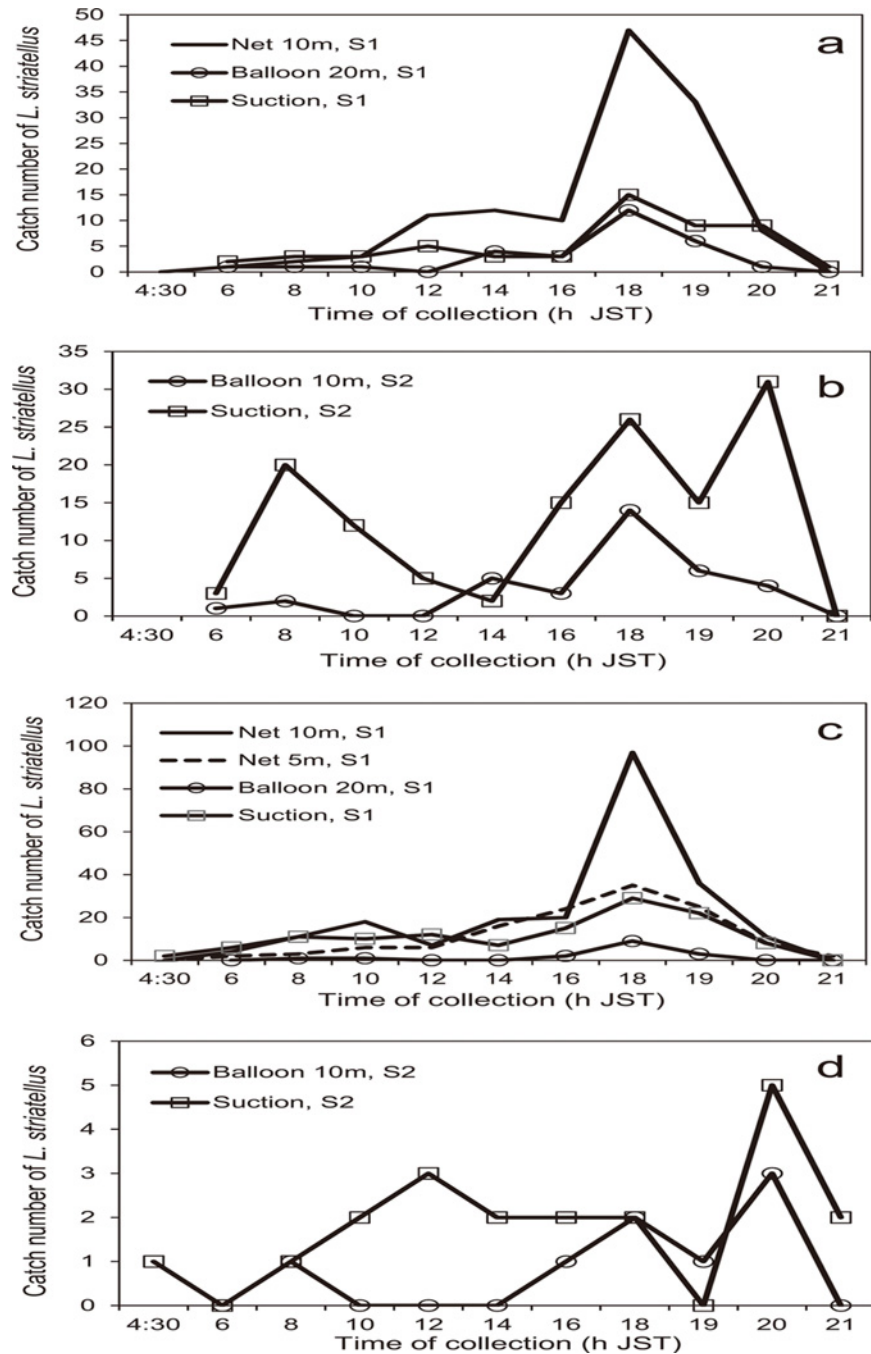 a
Net 10m, S1
Balloon 20m, S1
Suction, S1
Catch number of L. striatellus
50
45
40
35
30
25
20
15
10
5
0
4:30 6 8 10 12 14 16 18 19 20 21
Time of collection (h JST)
b
Balloon 10m, S2
Suction, S2
Catch number of L. striatellus
35
30
25
20
15
10
5
0
4:30 6 8 10 12 14 16 18 19 20 21
Time of collection (h JST)
c
Net 10m, S1
Net 5m, S1
Balloon 20m, S1
Suction, S1
Catch number of L. striatellus
120
100
80
60
40
20
0
4:30 6 8 10 12 14 16 18 19 20 21
Time of collection (h JST)
d
Balloon 10m, S2
Suction, S2
Catch number of L. striatellus
6
5
4
3
2
1
0
4:30 6 8 10 12 14 16 18 19 20 21
Time of collection (h JST)